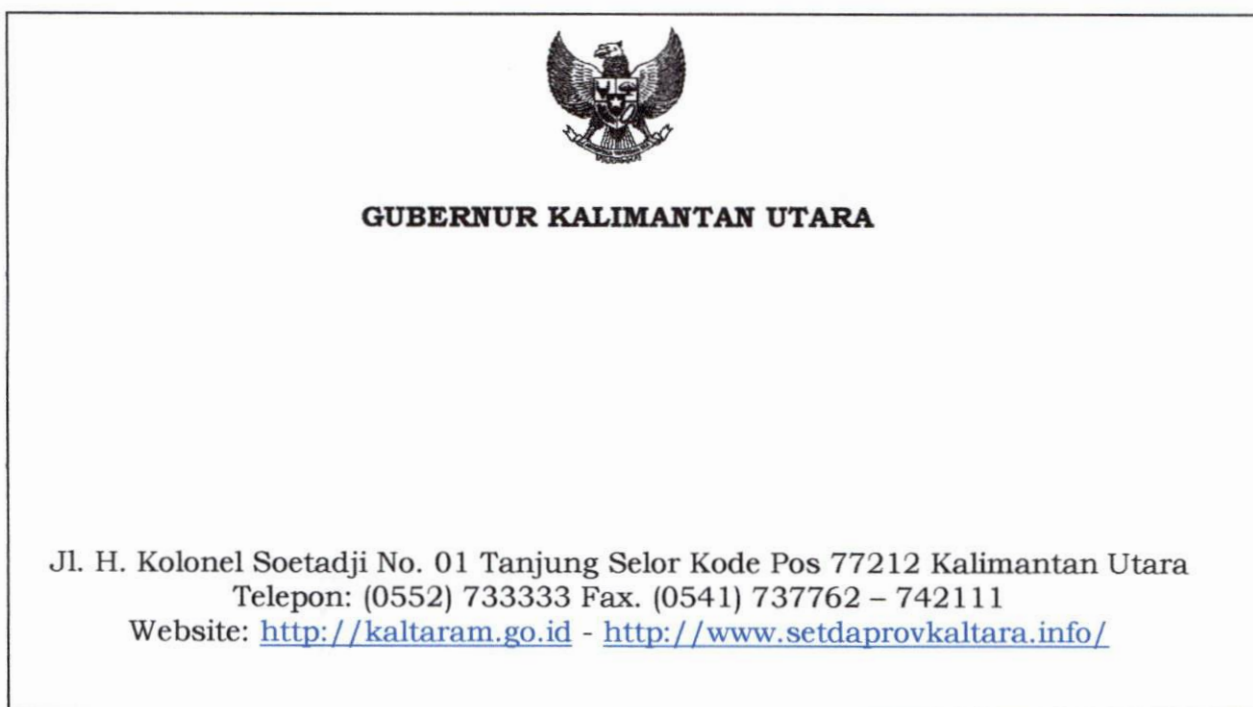 GUBERNUR KALIMANTAN UTARA
Jl. H. Kolonel Soetadji No. 01 Tanjung Selor Kode Pos 77212 Kalimantan Utara
Telepon: (0552) 733333 Fax. (0541) 737762 – 742111
Website: http://kaltaram.go.id - http://www.setdaprovkaltara.info/